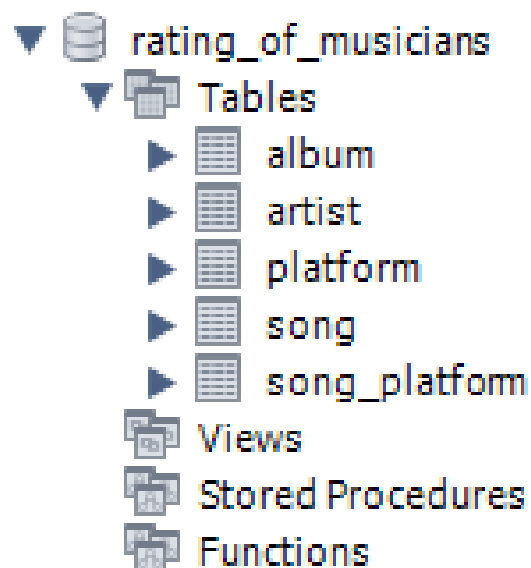 rating_of_musicians
Tables
album
artist
platform
song
song_platform
Views
Stored Procedures
Functions